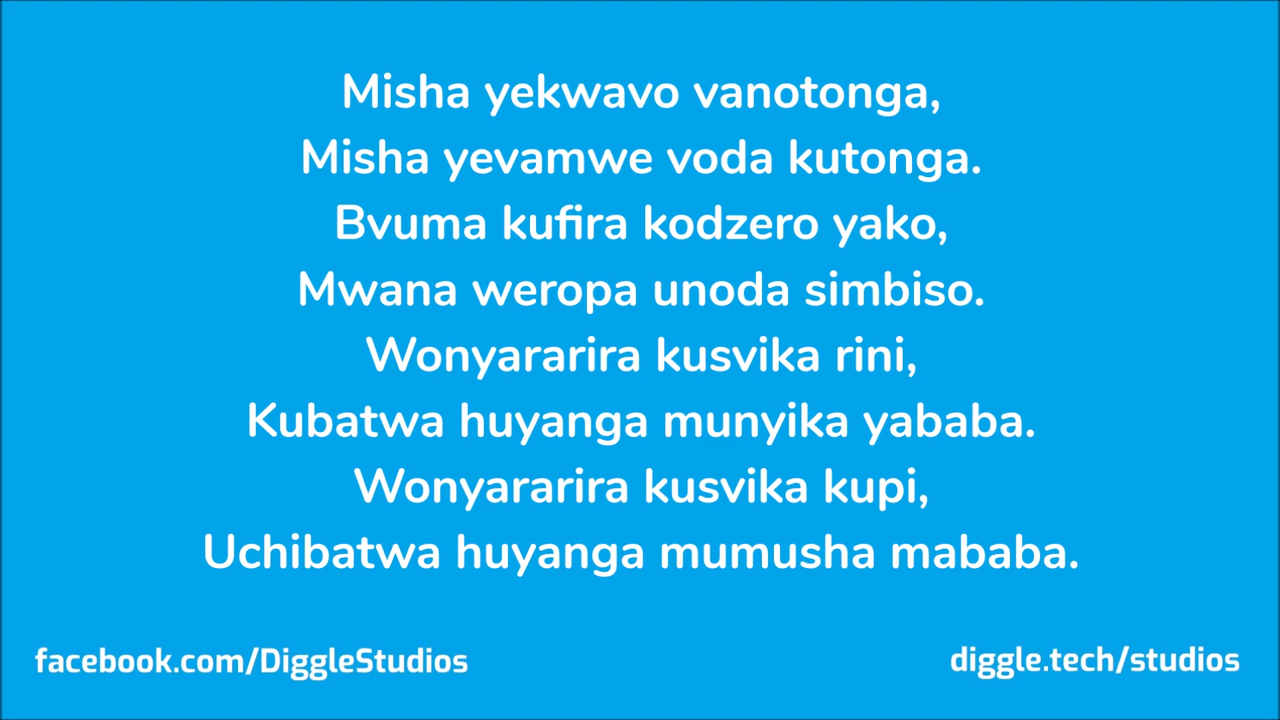 Misha yekwavo vanotonga,
Misha yevamwe voda kutonga.
Bvuma kufira kodzero yako,
Mwana weropa unoda simbiso.
Wonyararira kusvika rini,
Kubatwa huyanga munyika yababa.
Wonyararira kusvika kupi,
Uchibatwa huyanga mumusha mababa.
facebook.com/DiggleStudios
diggle.tech/studios